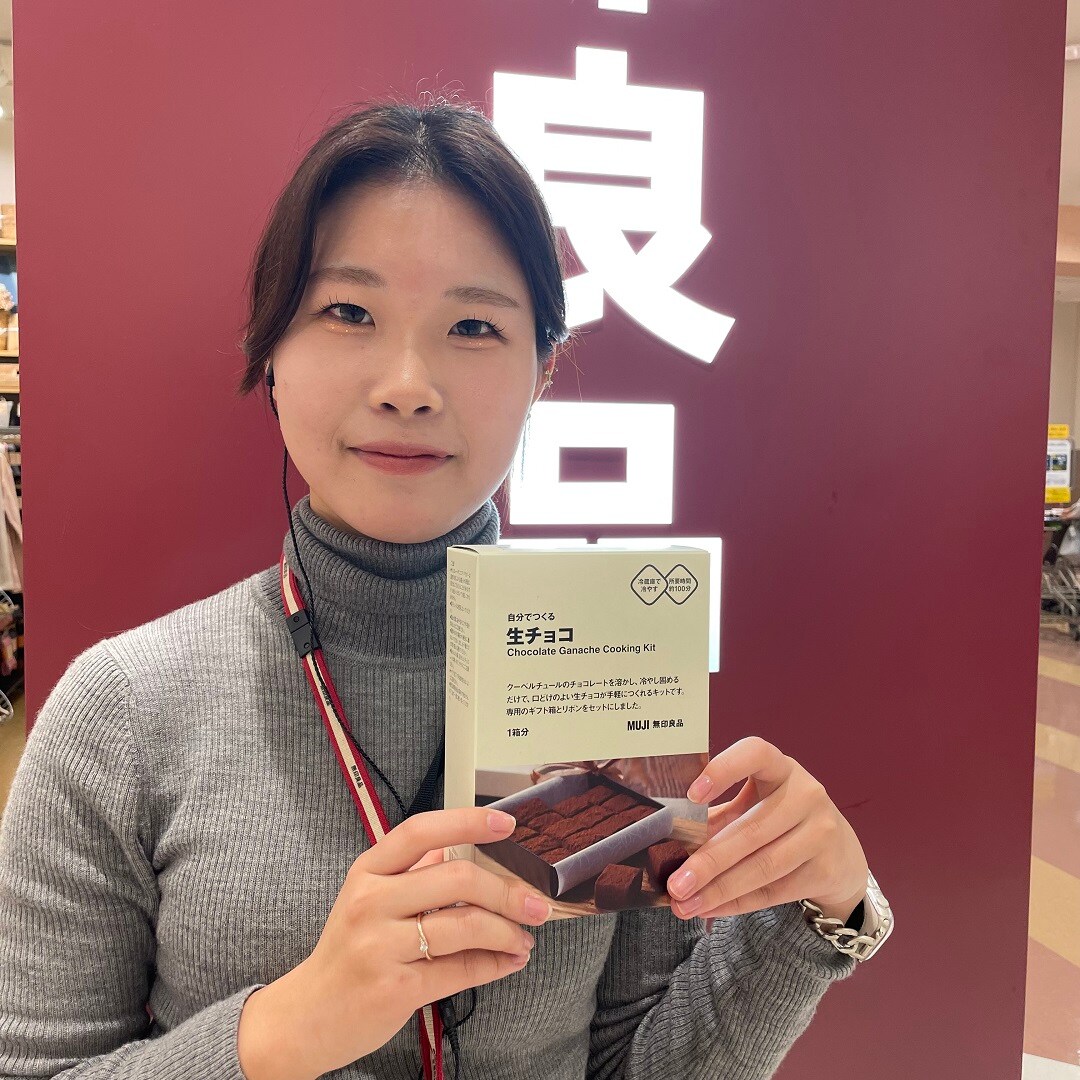 良
品
冷蔵庫で
冷やす
所要時間
約100分
自分でつくる
生チョコ
Chocolate Ganache Cooking Kit
クーベルチュールのチョコレートを溶かし、冷やし固める
だけで、口どけのよい生チョコが手軽につくれるキットです。
専用のギフト箱とリボンをセットにしました。
1箱分
MUJI 無印良品
無印良品